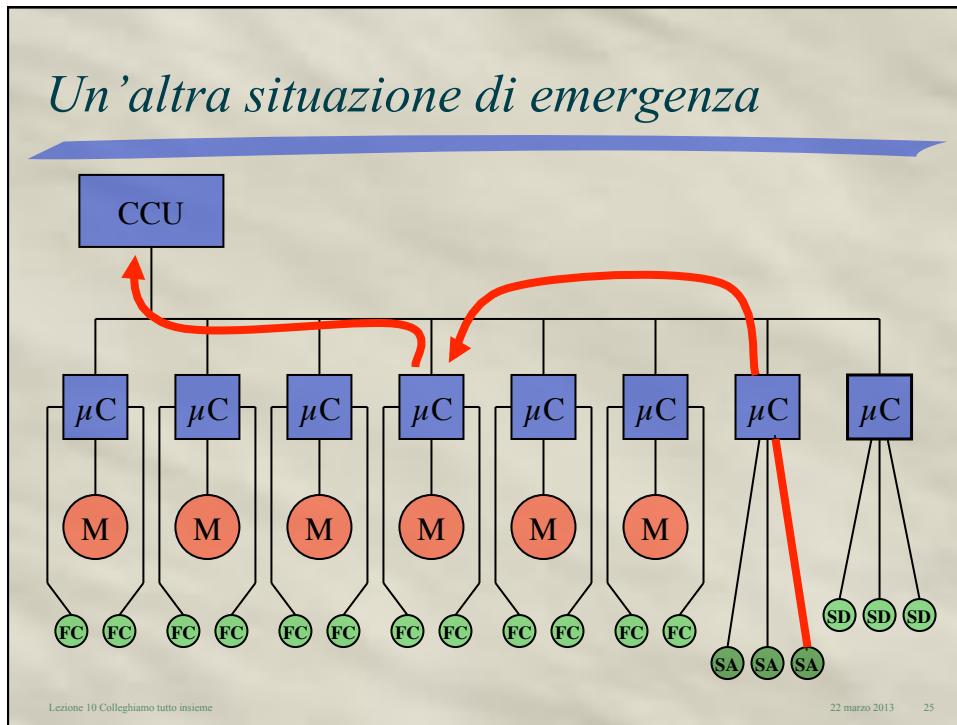 Un'altra situazione di emergenza
CCU
µC µC µC µC µC µC µC µC
M M M M M M
FC FC FC FC FC FC FC FC FC FC FC FC SD SD SD
SA SA SA
Lezione 10 Colleghiamo tutto insieme 22 marzo 2013 25